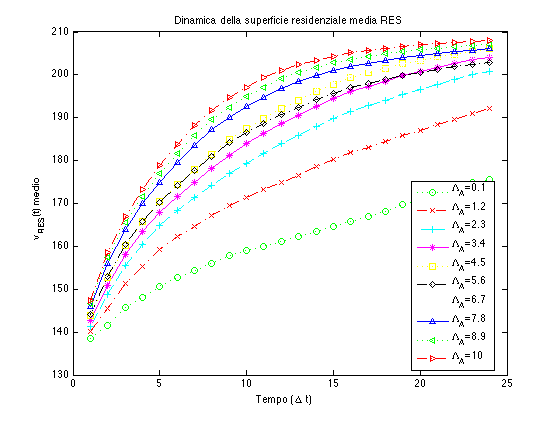 Dinamica della superficie residenziale media RES
210
200
190
180
170
160
150
140
130
v_RES(t) medio
0
5
10
15
20
25
Tempo (Δ t)
Λ_A=0.1
Λ_A=1.2
Λ_A=2.3
Λ_A=3.4
Λ_A=4.5
Λ_A=5.6
Λ_A=6.7
Λ_A=7.8
Λ_A=8.9
Λ_A=10